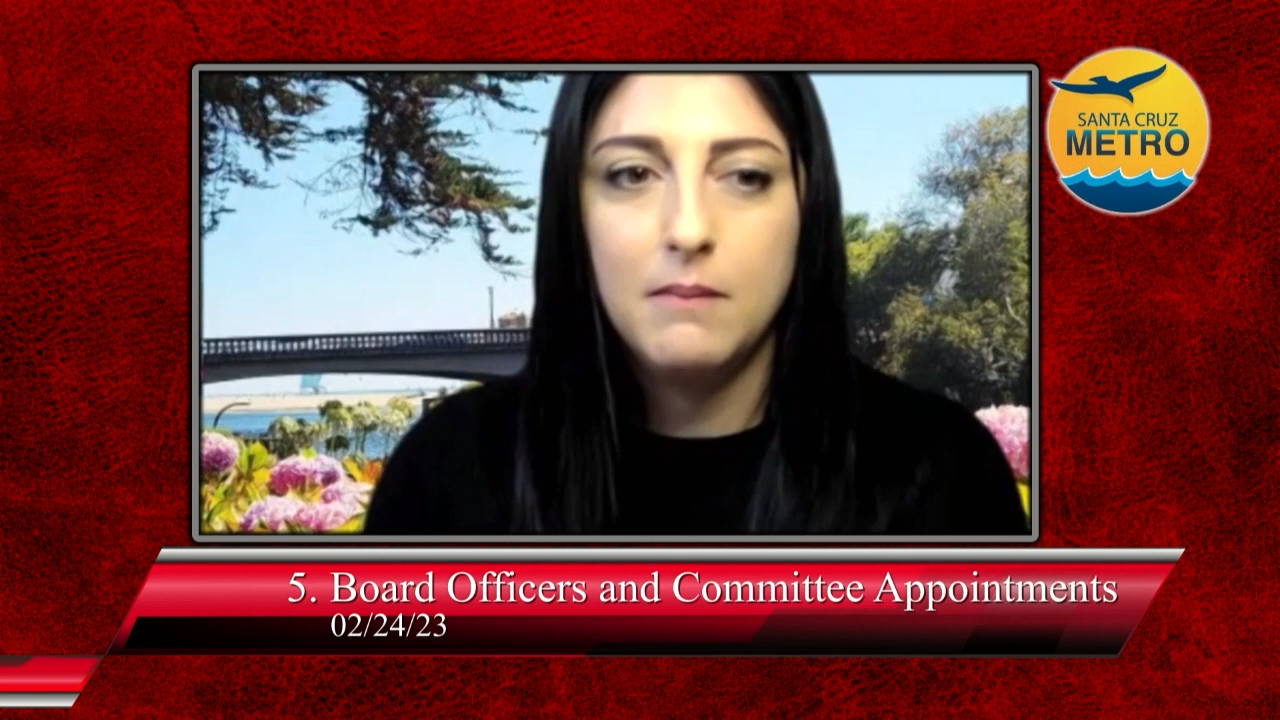 SANTA CRUZ
METRO
5. Board Officers and Committee Appointments
02/24/23